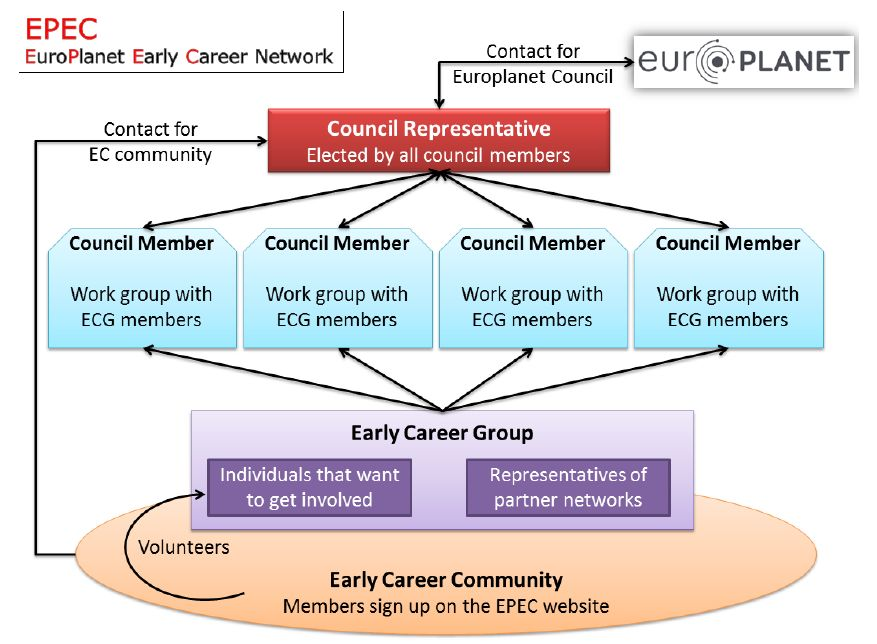 EPEC
EuroPlanet Early Career Network
Contact for
Europlanet Council
euroPLANET
Contact for
EC community
Council Representative
Elected by all council members
Council Member
Work group with
ECG members
Council Member
Work group with
ECG members
Council Member
Work group with
ECG members
Council Member
Work group with
ECG members
Early Career Group
Individuals that want
to get involved
Representatives of
partner networks
Volunteers
Early Career Community
Members sign up on the EPEC website